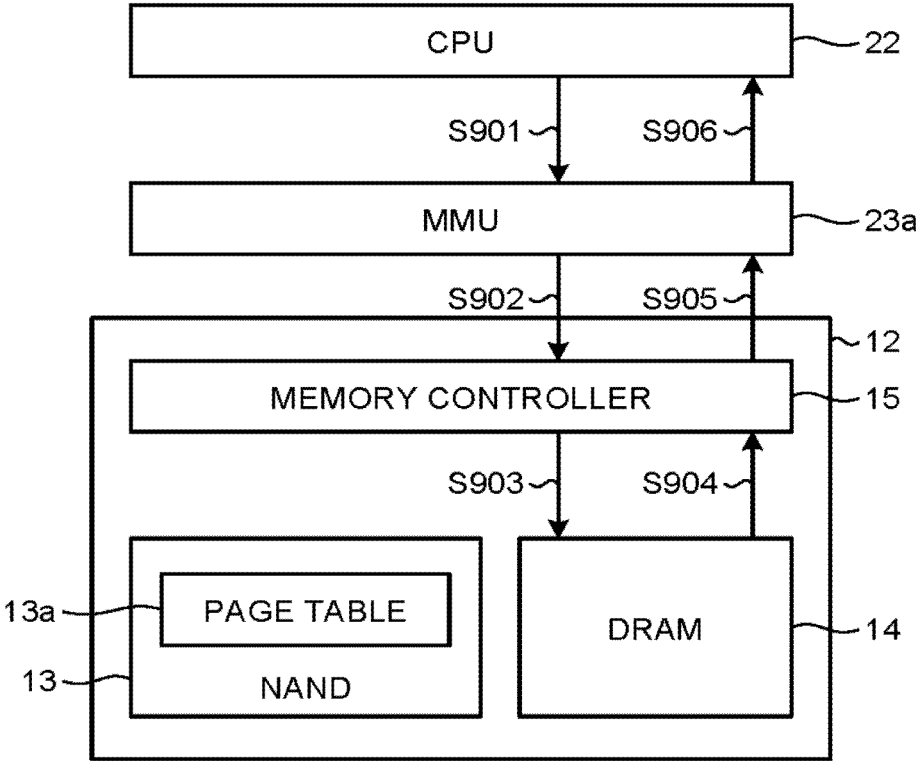 CPU
22
S901
S906
MMU
23a
S902
S905
12
MEMORY CONTROLLER
15
S903
S904
13a
PAGE TABLE
DRAM
14
13
NAND